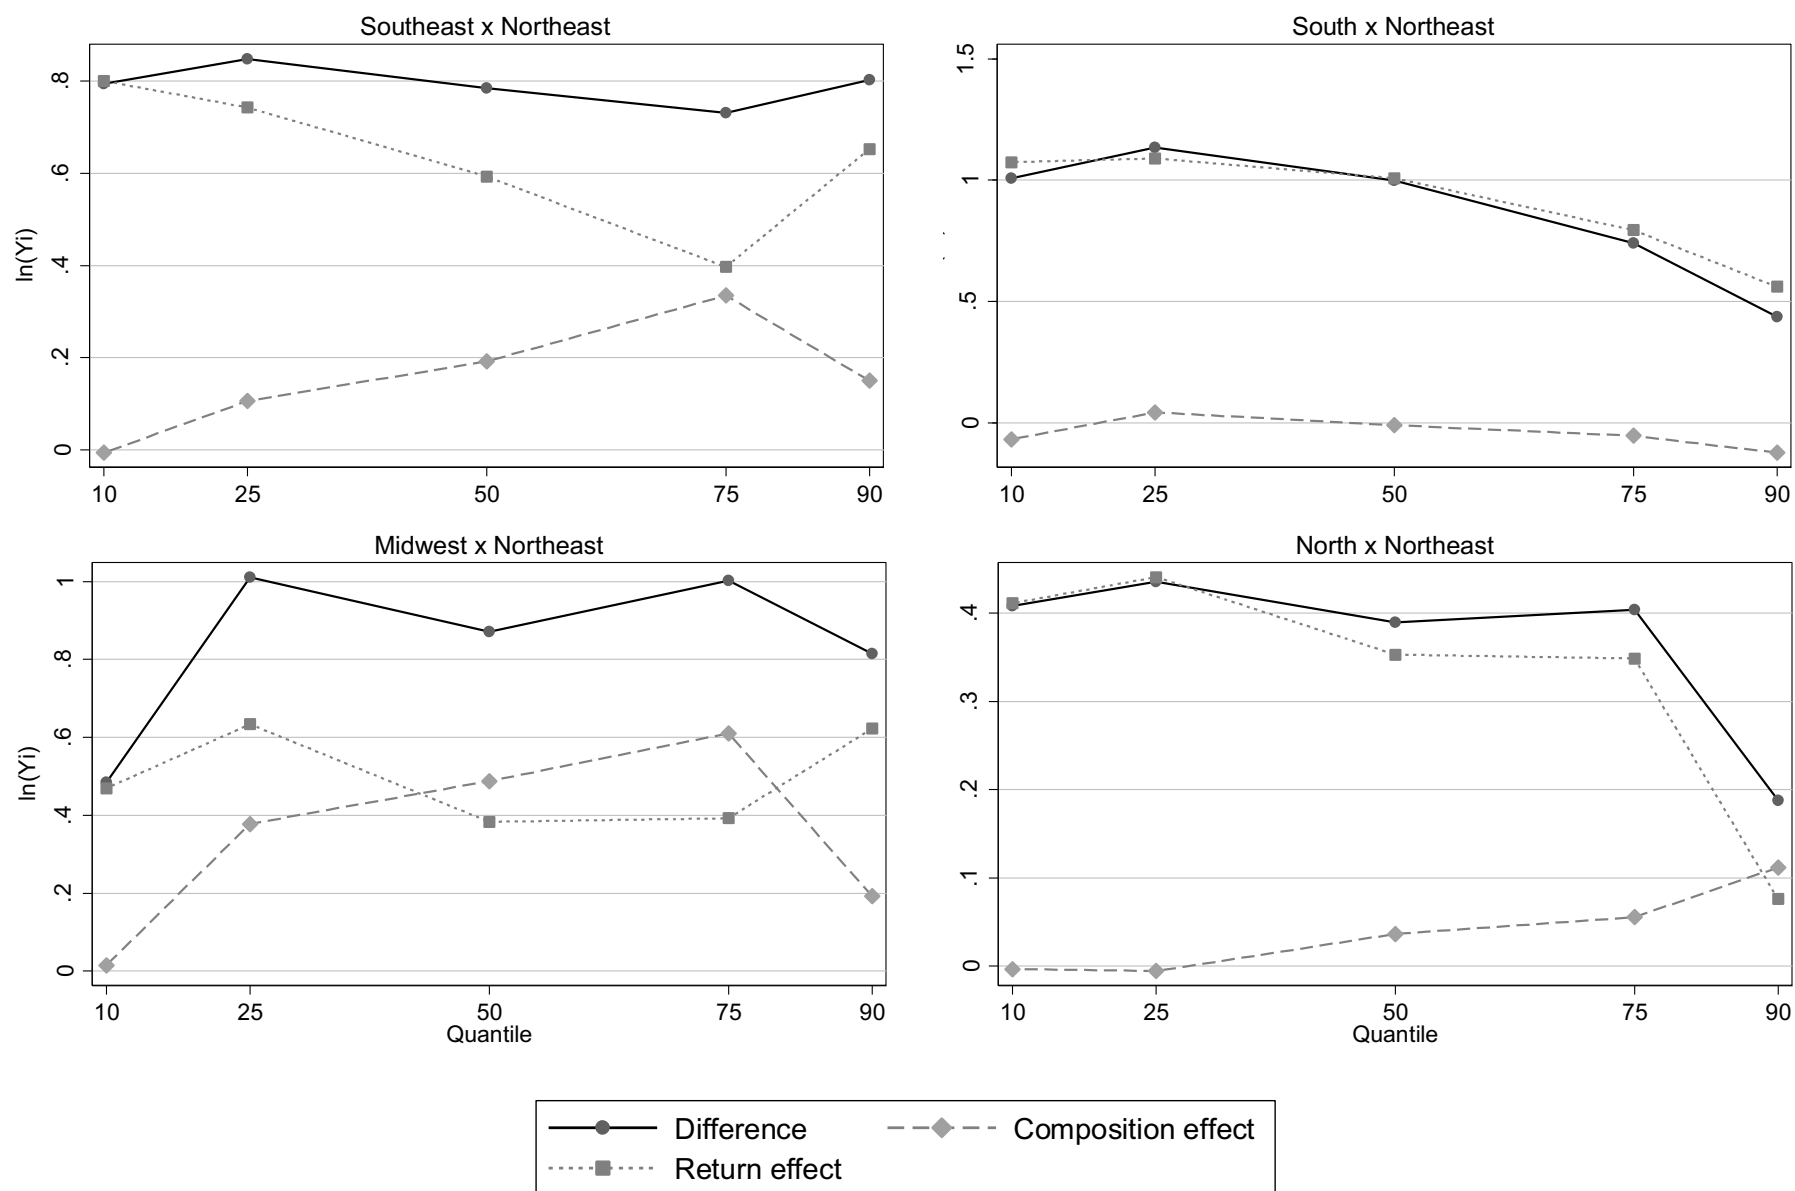 Southeast x Northeast
ln(Yi)
.8
.6
.4
.2
0
10 25 50 75 90
South x Northeast
1.5
1
.5
0
10 25 50 75 90
Midwest x Northeast
ln(Yi)
1
.8
.6
.4
.2
0
10 25 50 75 90
Quantile
North x Northeast
.4
.3
.2
.1
0
10 25 50 75 90
Quantile
Difference Composition effect
Return effect